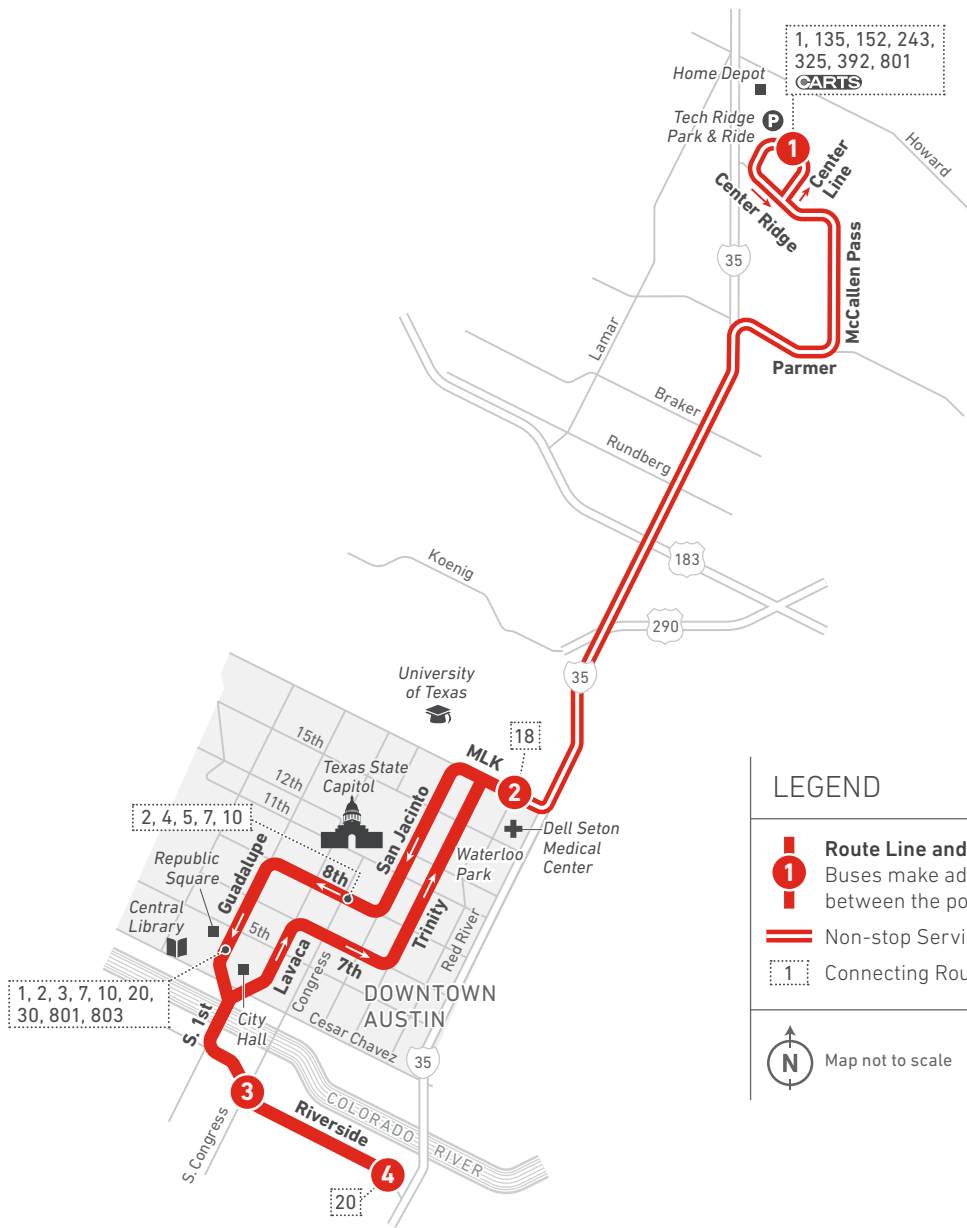 1, 135, 152, 243,
325, 392, 801
CARTS
Home Depot
Tech Ridge
Park & Ride
P
1
Howard
Center
Line
Center Ridge
35
McCallen Pass
Lamar
Parmer
Braker
Rundberg
183
Koenig
290
35
University
of Texas
18
15th
MLK
2
12th
Texas State
Capitol
11th
San Jacinto
Dell Seton
Medical
Center
2, 4, 5, 7, 10
Waterloo
Park
Guadalupe
8th
Republic
Square
Trinity
Central
Library
5th
Red River
Lavaca
Congress
7th
1, 2, 3, 7, 10, 20,
30, 801, 803
DOWNTOWN
AUSTIN
S. 1st
City
Hall
Cesar Chavez
35
3
COLORADO RIVER
Riverside
S. Congress
4
20
LEGEND
1
Route Line and
Buses make ad
between the po
Non-stop Servi
1
Connecting Rou
N
Map not to scale